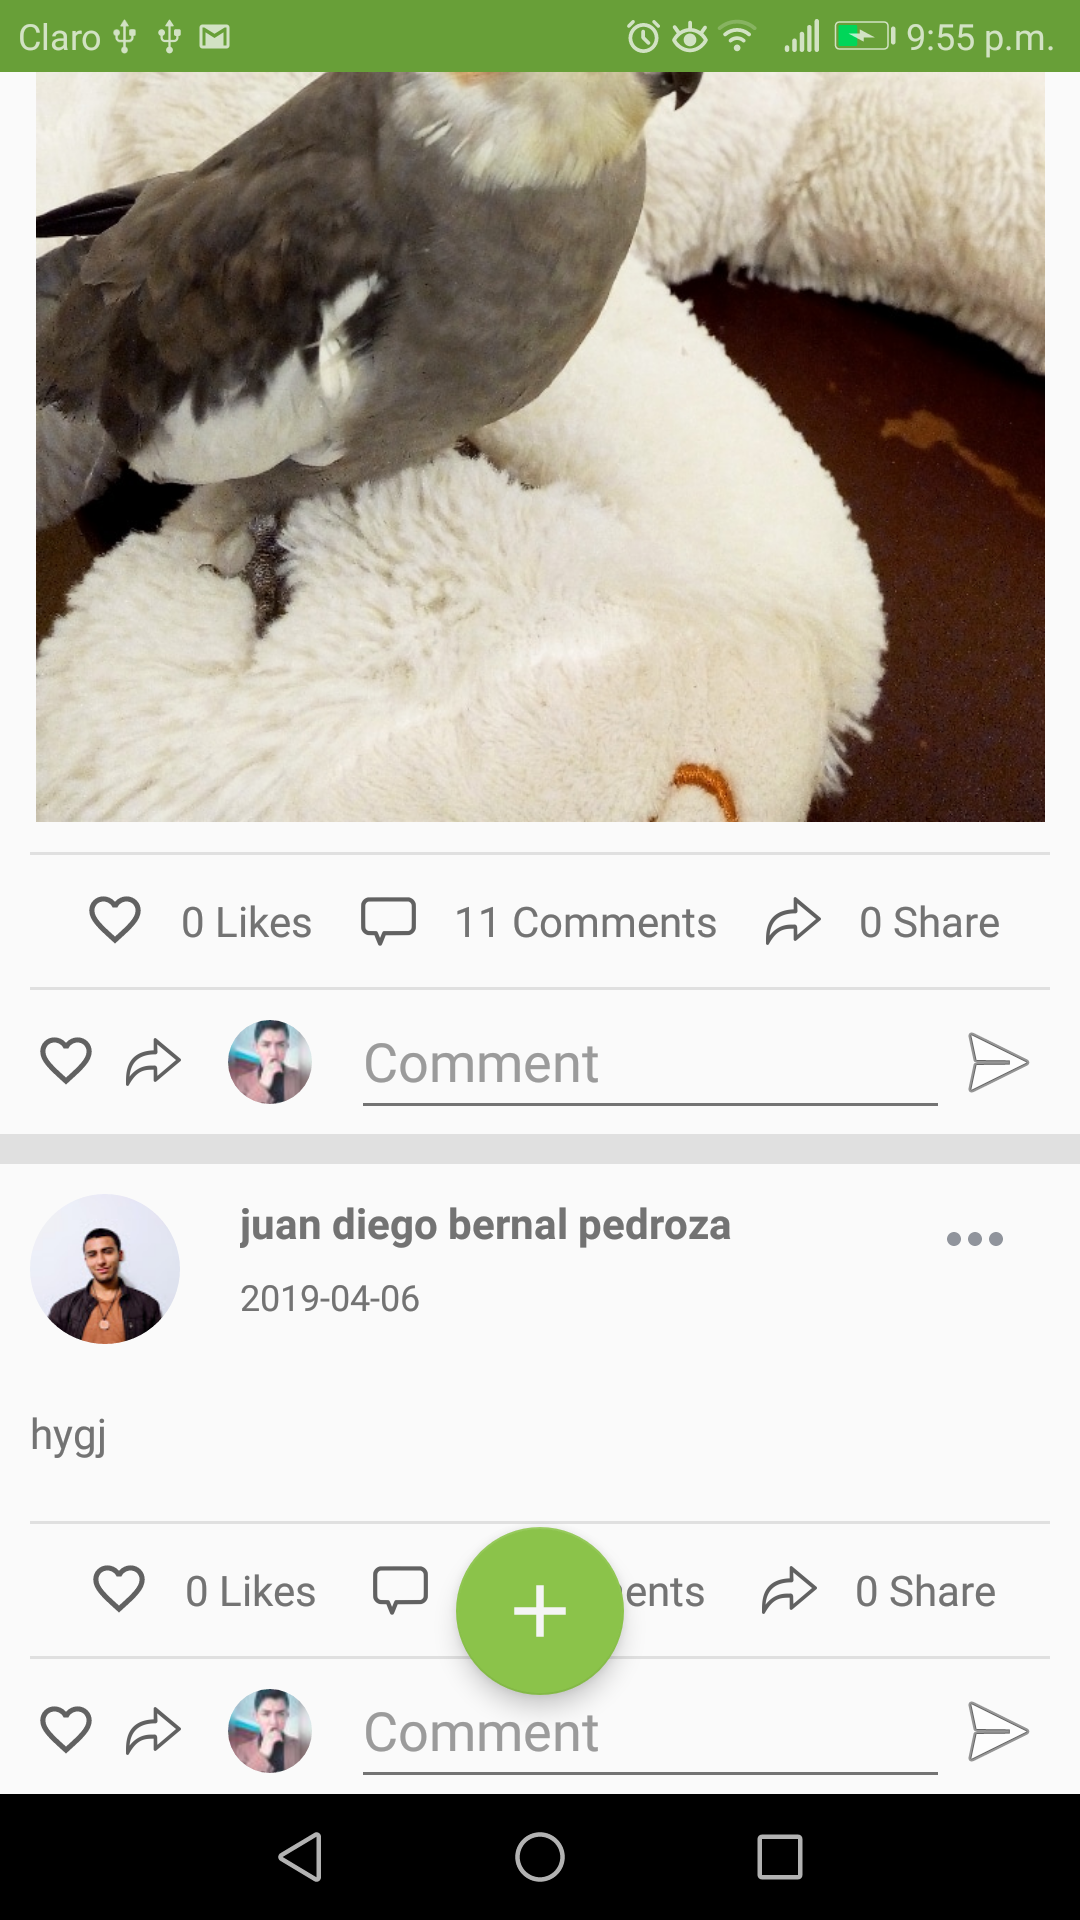 Claro 9:55 p.m.
0 Likes 11 Comments 0 Share
Comment
juan diego bernal pedroza
2019-04-06
hygj
0 Likes 0 Share
Comment